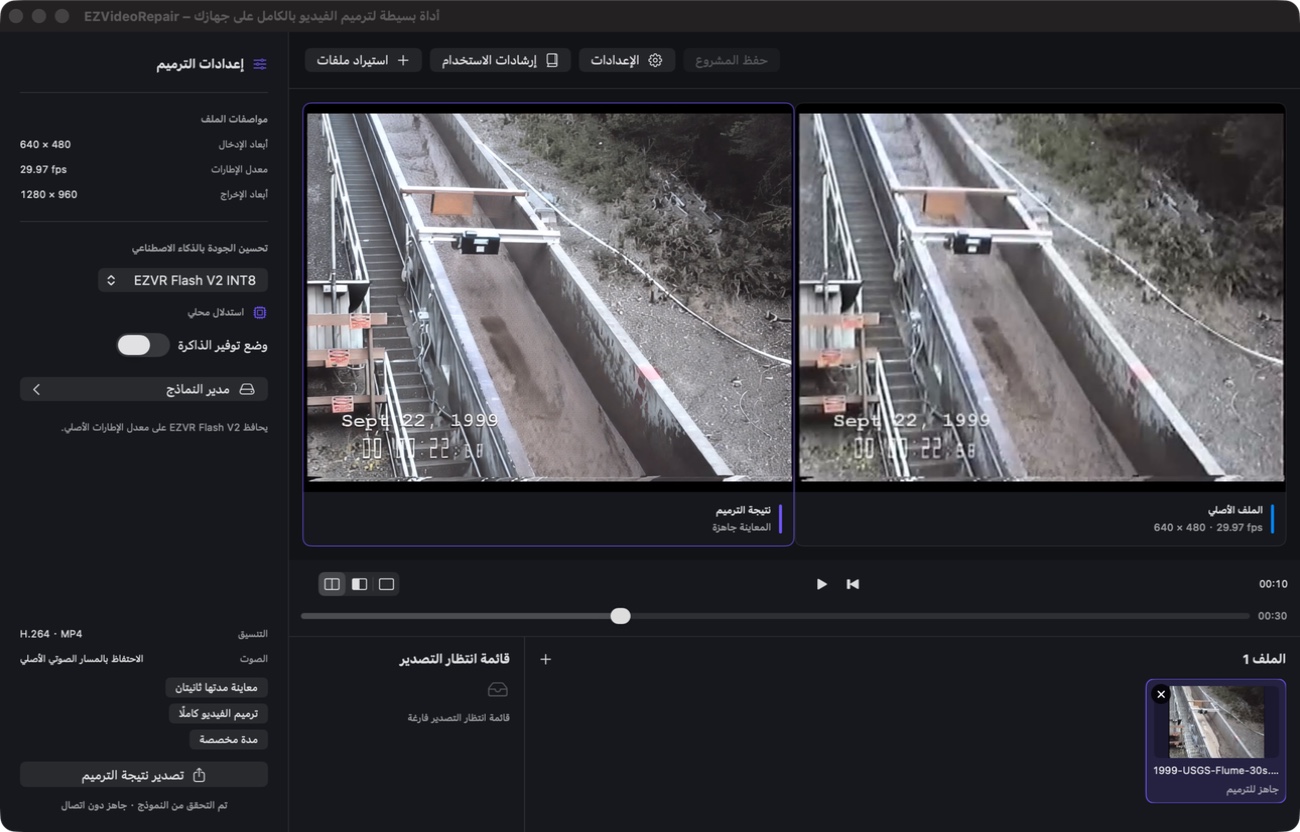 EZVideoRepair – أداة بسيطة لترميم الفيديو بالكامل على جهازك
حفظ المشروع
الإعدادات
إرشادات الاستخدام
استيراد ملفات
إعدادات الترميم
مواصفات الملف
أبعاد الإدخال 640 × 480
معدل الإطارات 29.97 fps
أبعاد الإخراج 1280 × 960
تحسين الجودة بالذكاء الاصطناعي
EZVR Flash V2 INT8
استدلال محلي
وضع توفير الذاكرة
مدير النماذج
يحافظ EZVR Flash V2 على معدل الإطارات الأصلي.
Sept 22, 1999
00 00:22.60
Sept 22, 1999
00 00:22.60
الملف الأصلي
640 × 480 · 29.97 fps
نتيجة الترميم
المعاينة جاهزة
00:10
00:30
الملف 1
1999-USGS-Flume-30s....
جاهز للترميم
قائمة انتظار التصدير
قائمة انتظار التصدير فارغة
التنسيق H.264 · MP4
الصوت الاحتفاظ بالمسار الصوتي الأصلي
معاينة مدتها ثانيتان
ترميم الفيديو كاملًا
مدة مخصصة
تصدير نتيجة الترميم
تم التحقق من النموذج · جاهز دون اتصال